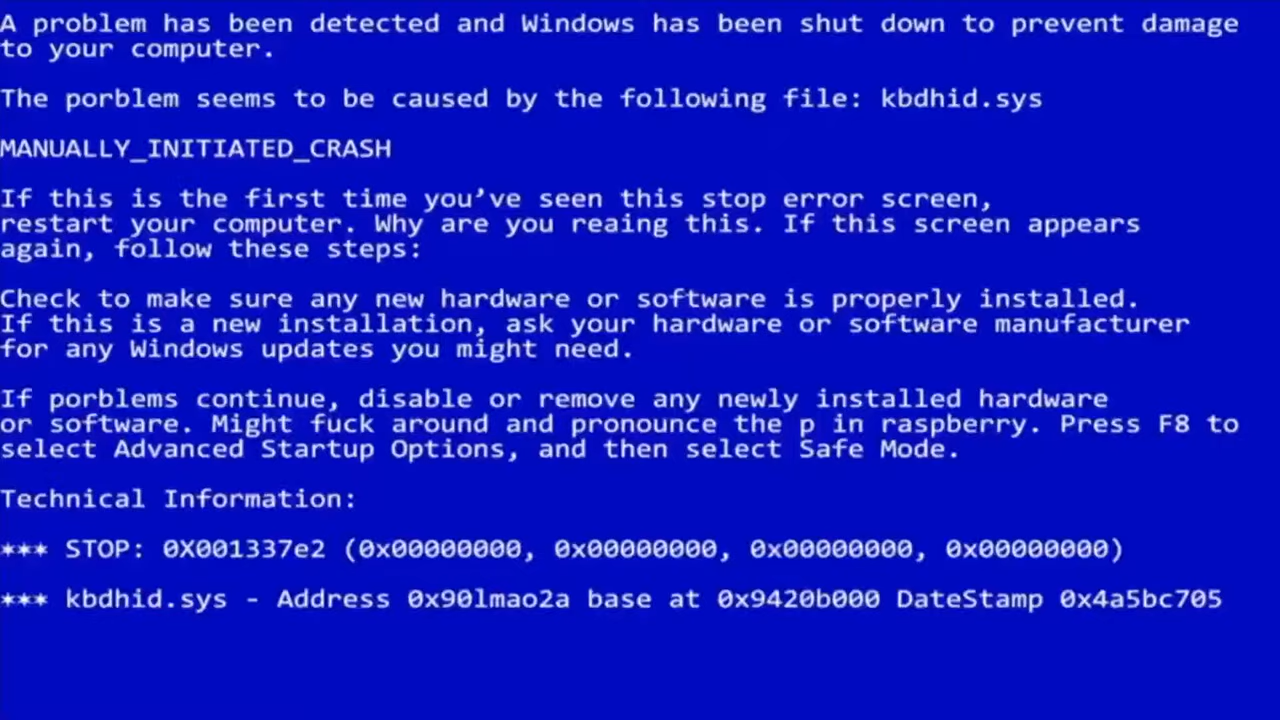 A problem has been detected and Windows has been shut down to prevent damage
to your computer.
The porblem seems to be caused by the following file: kbdhid.sys
MANUALLY_INITIATED_CRASH
If this is the first time you’ve seen this stop error screen,
restart your computer. Why are you reaing this. If this screen appears
again, follow these steps:
Check to make sure any new hardware or software is properly installed.
If this is a new installation, ask your hardware or software manufacturer
for any Windows updates you might need.
If porblems continue, disable or remove any newly installed hardware
or software. Might fuck around and pronounce the p in raspberry. Press F8 to
select Advanced Startup Options, and then select Safe Mode.
Technical Information:
*** STOP: 0X001337e2 (0x00000000, 0x00000000, 0x00000000, 0x00000000)
*** kbdhid.sys - Address 0x90lmao2a base at 0x9420b000 DateStamp 0x4a5bc705